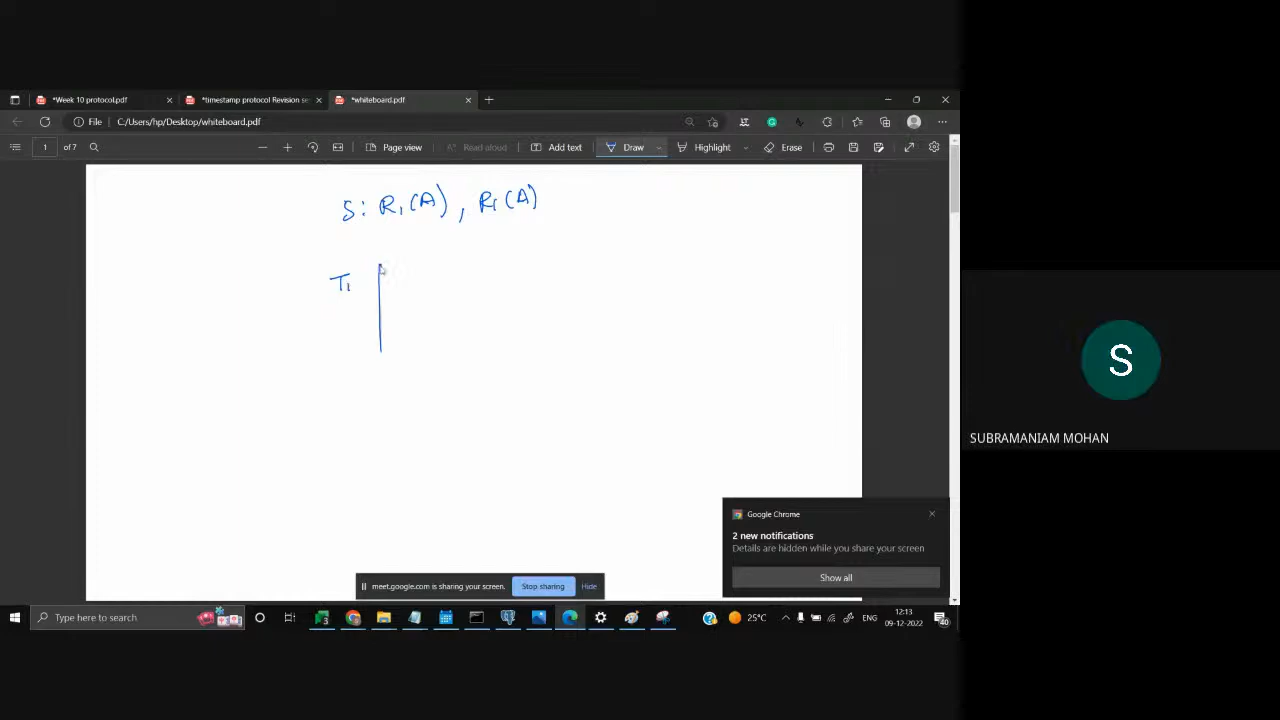 *Week 10 protocol.pdf
*timestamp protocol Revision se
*whiteboard.pdf
File C:/Users/hp/Desktop/whiteboard.pdf
1 of 7 Page view Read aloud Add text Draw Highlight Erase
S: R₁(A), R₁(A)
T₁
S
SUBRAMANIAM MOHAN
Google Chrome
2 new notifications
Details are hidden while you share your screen
Show all
meet.google.com is sharing your screen. Stop sharing Hide
Type here to search
3
25°C
ENG
12:13
09-12-2022
40